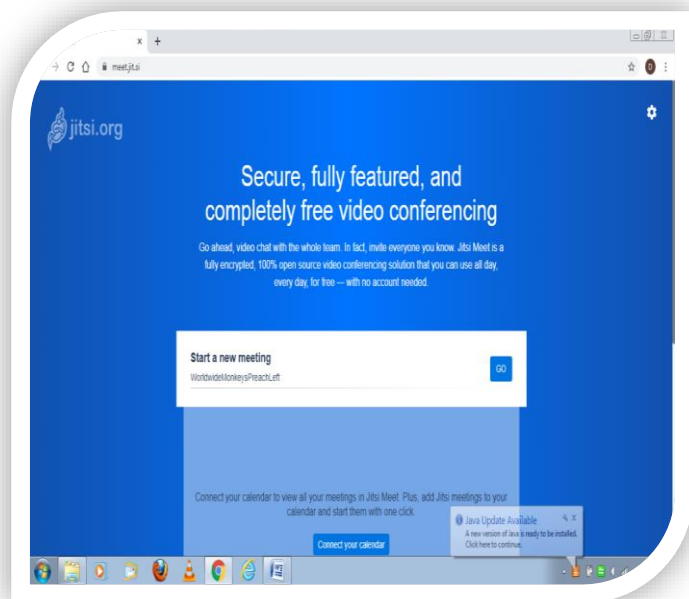 x +
meet.jit.si
D
jitsi.org
Secure, fully featured, and
completely free video conferencing
Go ahead, video chat with the whole team. In fact, invite everyone you know. Jitsi Meet is a
fully encrypted, 100% open source video conferencing solution that you can use all day,
every day, for free — with no account needed.
Start a new meeting
WorldwideMonkeysPreachLeft
GO
Connect your calendar to view all your meetings in Jitsi Meet. Plus, add Jitsi meetings to your
calendar and start them with one click.
Connect your calendar
Java Update Available
A new version of Java is ready to be installed.
Click here to continue.